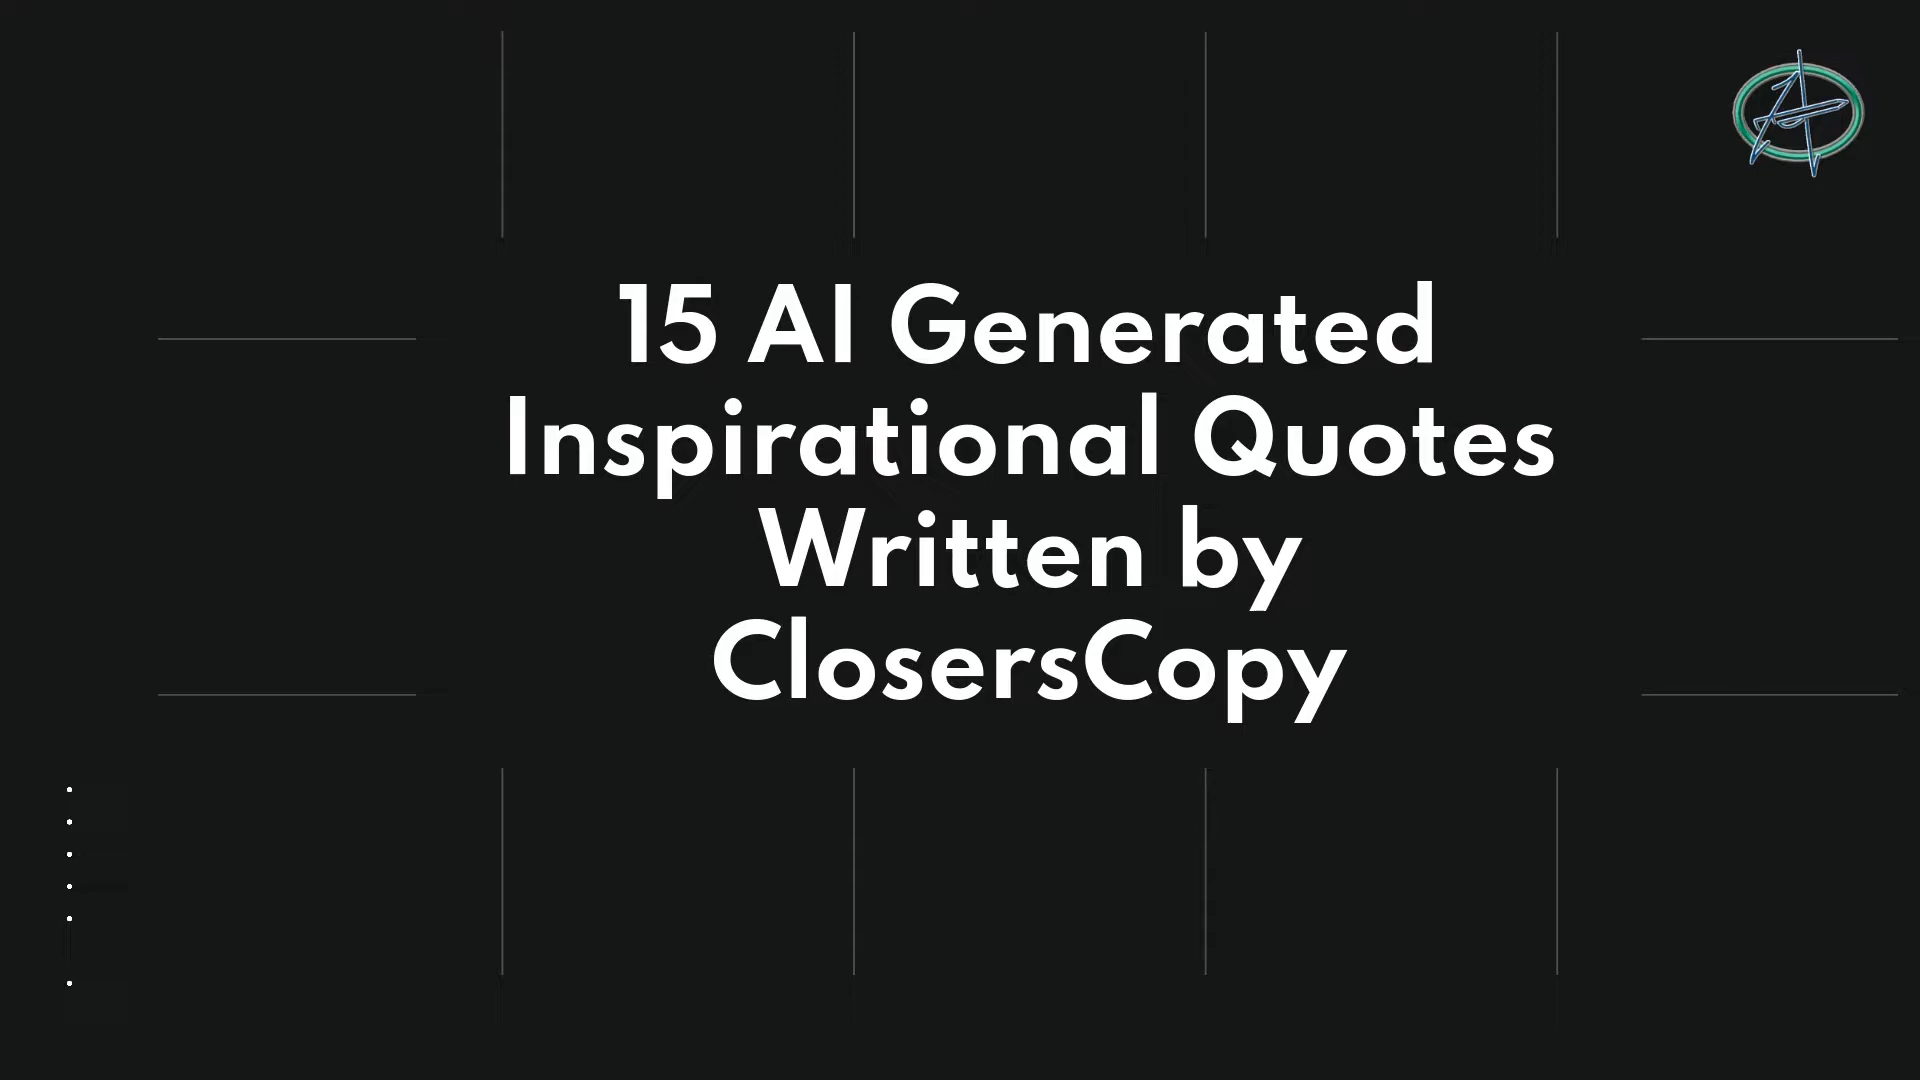 15 AI Generated
Inspirational Quotes
Written by
ClosersCopy